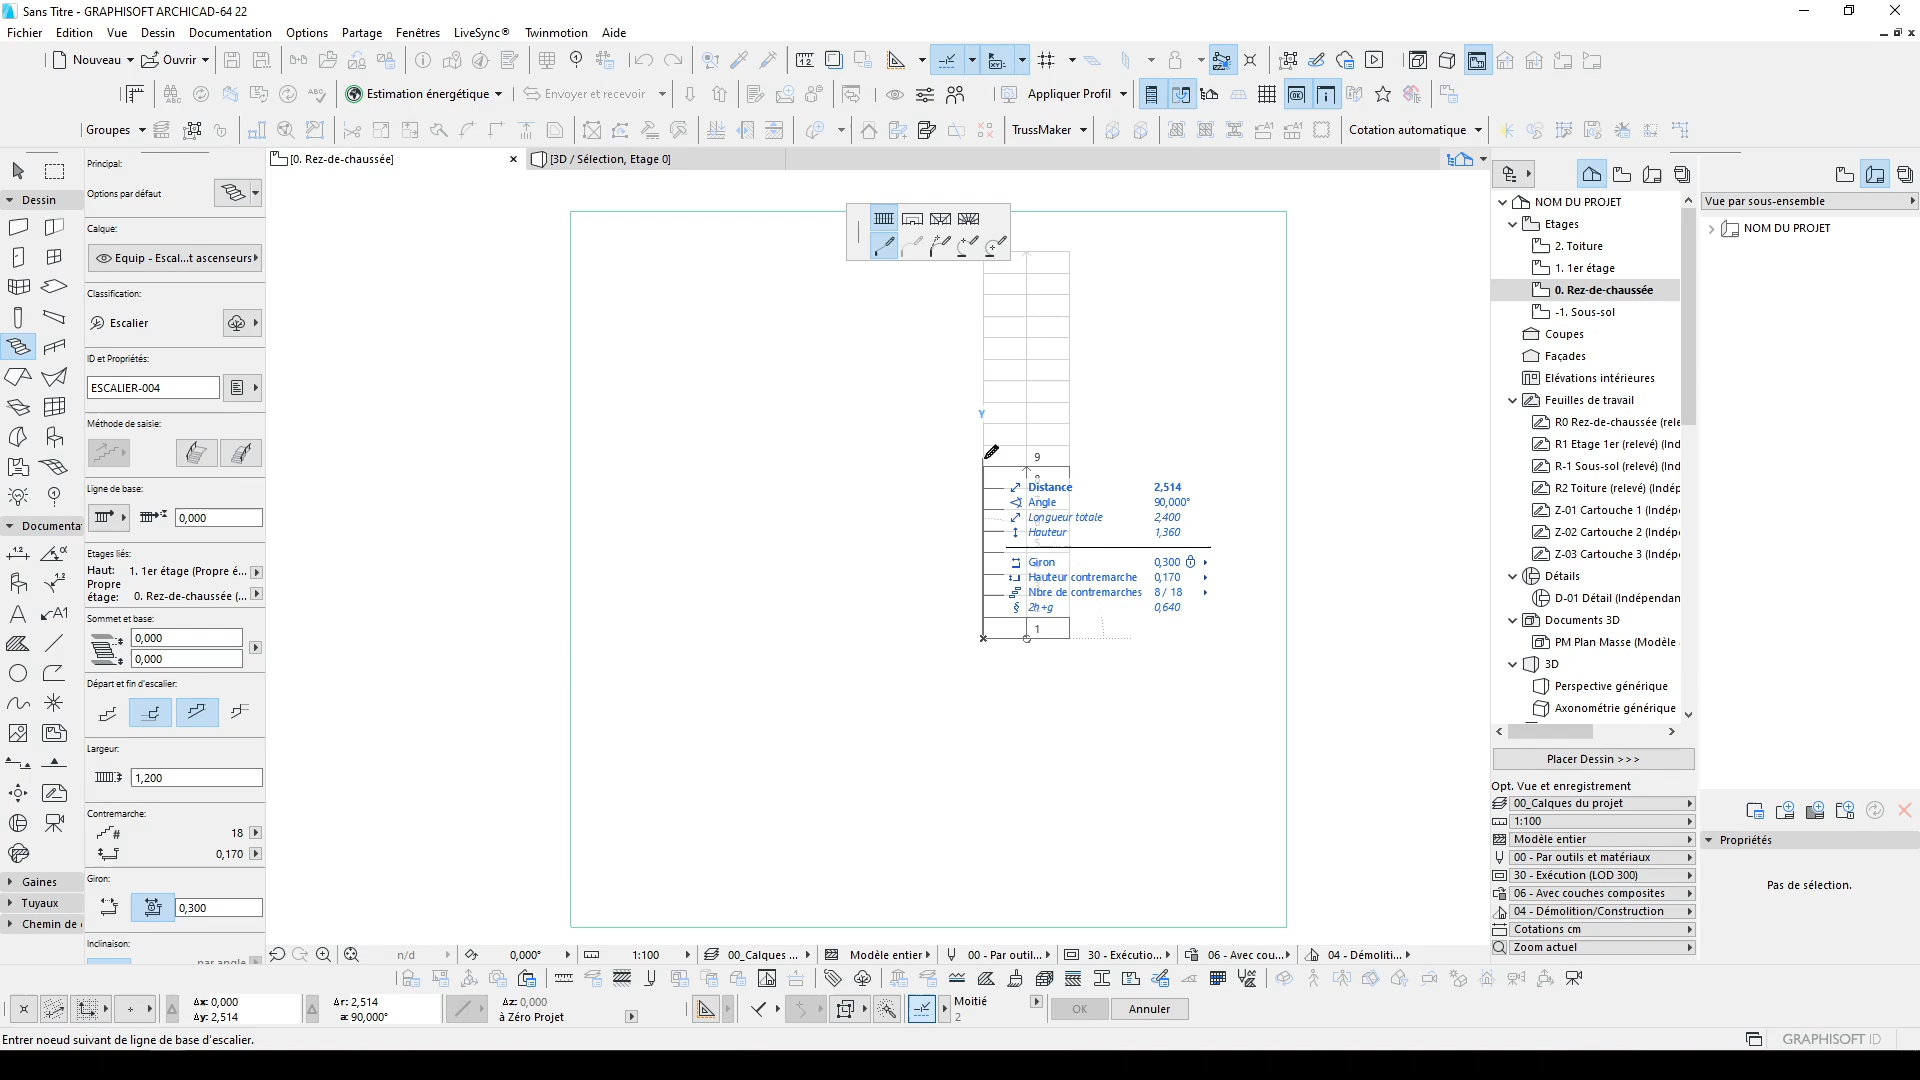 Sans Titre - GRAPHISOFT ARCHICAD-64 22
Fichier Edition Vue Dessin Documentation Options Partage Fenêtres LiveSync® Twinmotion Aide
Nouveau Ouvrir
Estimation énergétique Envoyer et recevoir Appliquer Profil
Groupes TrussMaker Cotation automatique
[0. Rez-de-chaussée] [3D / Sélection, Etage 0]
Dessin
Documenta
Gaines
Tuyaux
Chemin de
Principal:
Options par défaut
Calque:
Equip - Escal...t ascenseurs
Classification:
Escalier
ID et Propriétés:
ESCALIER-004
Méthode de saisie:
Ligne de base:
0,000
Etages liés:
Haut: 1. 1er étage (Propre é...
Propre étage: 0. Rez-de-chaussée (...
Sommet et base:
0,000
0,000
Départ et fin d'escalier:
Largeur:
1,200
Contremarche:
18
0,170
Giron:
0,300
Inclinaison:
par angle
Y
9
Distance 2,514
Angle 90,000°
Longueur totale 2,400
Hauteur 1,360
Giron 0,300
Hauteur contremarche 0,170
Nbre de contremarches 8 / 18
2h+g 0,640
1
NOM DU PROJET
Etages
2. Toiture
1. 1er étage
0. Rez-de-chaussée
-1. Sous-sol
Coupes
Façades
Elévations intérieures
Feuilles de travail
R0 Rez-de-chaussée (rele
R1 Etage 1er (relevé) (Ind
R-1 Sous-sol (relevé) (Ind
R2 Toiture (relevé) (Indép
Z-01 Cartouche 1 (Indépe
Z-02 Cartouche 2 (Indépe
Z-03 Cartouche 3 (Indépe
Détails
D-01 Détail (Indépendan
Documents 3D
PM Plan Masse (Modèle
3D
Perspective générique
Axonométrie générique
Placer Dessin >>>
Opt. Vue et enregistrement
00_Calques du projet
1:100
Modèle entier
00 - Par outils et matériaux
30 - Exécution (LOD 300)
06 - Avec couches composites
04 - Démolition/Construction
Cotations cm
Zoom actuel
Vue par sous-ensemble
NOM DU PROJET
Propriétés
Pas de sélection.
n/d 0,000° 1:100 00_Calques ... Modèle entier 00 - Par outil... 30 - Exécutio... 06 - Avec cou... 04 - Démoliti...
Δx: 0,000
Δy: 2,514
Δr: 2,514
a: 90,000°
Δz: 0,000
à Zéro Projet
Moitié
2
OK Annuler
Entrer noeud suivant de ligne de base d'escalier.
GRAPHISOFT ID